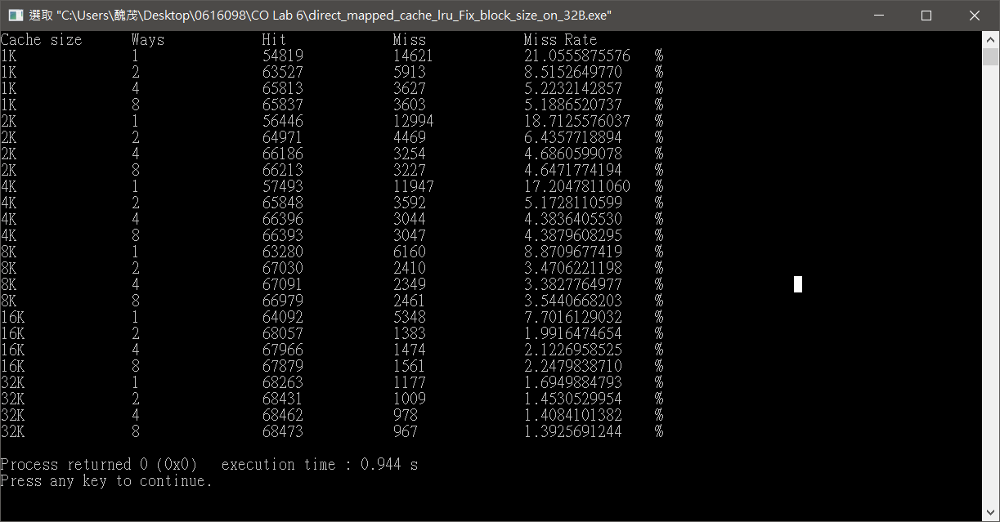 選取 "C:\Users\醜茂\Desktop\0616098\CO Lab 6\direct_mapped_cache_lru_Fix_block_size_on_32B.exe"
Cache size Ways Hit Miss Miss Rate
1K 1 54819 14621 21.0555875576 %
1K 2 63527 5913 8.5152649770 %
1K 4 65813 3627 5.2232142857 %
1K 8 65837 3603 5.1886520737 %
2K 1 56446 12994 18.7125576037 %
2K 2 64971 4469 6.4357718894 %
2K 4 66186 3254 4.6860599078 %
2K 8 66213 3227 4.6471774194 %
4K 1 57493 11947 17.2047811060 %
4K 2 65848 3592 5.1728110599 %
4K 4 66396 3044 4.3836405530 %
4K 8 66393 3047 4.3879608295 %
8K 1 63280 6160 8.8709677419 %
8K 2 67030 2410 3.4706221198 %
8K 4 67091 2349 3.3827764977 %
8K 8 66979 2461 3.5440668203 %
16K 1 64092 5348 7.7016129032 %
16K 2 68057 1383 1.9916474654 %
16K 4 67966 1474 2.1226958525 %
16K 8 67879 1561 2.2479838710 %
32K 1 68263 1177 1.6949884793 %
32K 2 68431 1009 1.4530529954 %
32K 4 68462 978 1.4084101382 %
32K 8 68473 967 1.3925691244 %
Process returned 0 (0x0) execution time : 0.944 s
Press any key to continue.